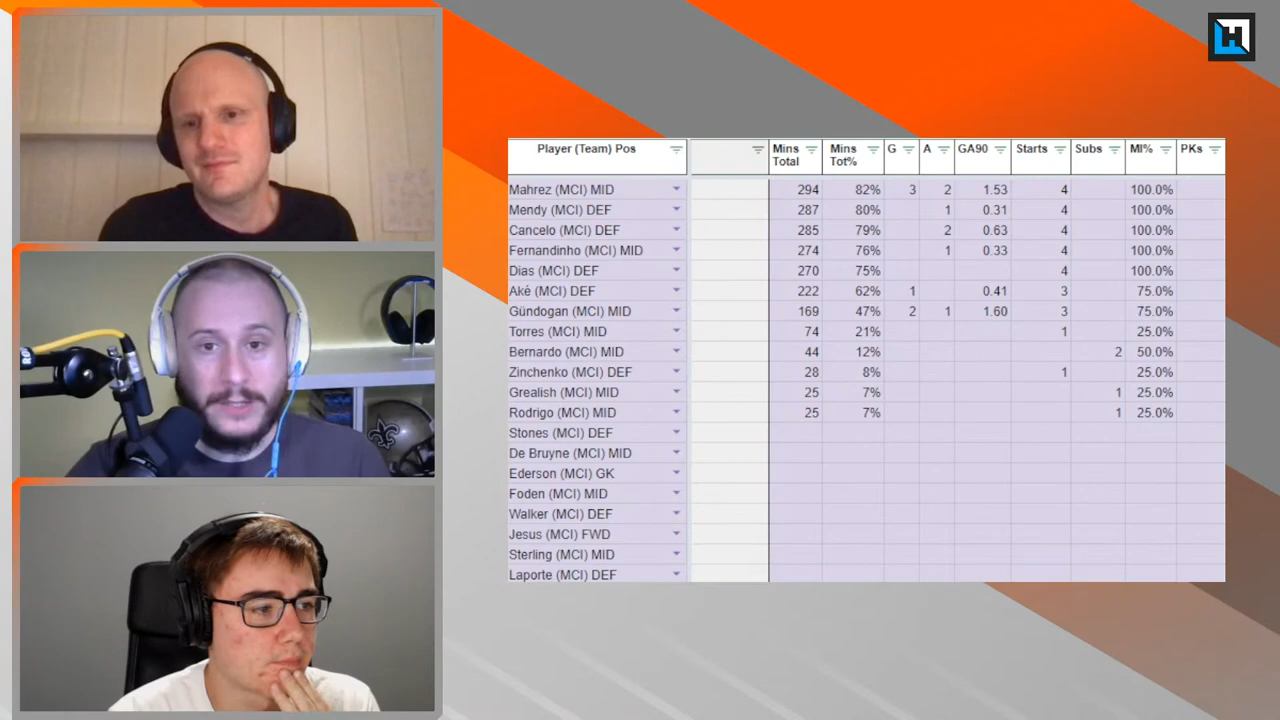 Player (Team) Pos Mins Total Mins Tot% G A GA90 Starts Subs MI% PKs
Mahrez (MCI) MID 294 82% 3 2 1.53 4 100.0%
Mendy (MCI) DEF 287 80% 1 0.31 4 100.0%
Cancelo (MCI) DEF 285 79% 2 0.63 4 100.0%
Fernandinho (MCI) MID 274 76% 1 0.33 4 100.0%
Dias (MCI) DEF 270 75% 4 100.0%
Aké (MCI) DEF 222 62% 1 0.41 3 75.0%
Gündogan (MCI) MID 169 47% 2 1 1.60 3 75.0%
Torres (MCI) MID 74 21% 1 25.0%
Bernardo (MCI) MID 44 12% 2 50.0%
Zinchenko (MCI) DEF 28 8% 1 25.0%
Grealish (MCI) MID 25 7% 1 25.0%
Rodrigo (MCI) MID 25 7% 1 25.0%
Stones (MCI) DEF
De Bruyne (MCI) MID
Ederson (MCI) GK
Foden (MCI) MID
Walker (MCI) DEF
Jesus (MCI) FWD
Sterling (MCI) MID
Laporte (MCI) DEF